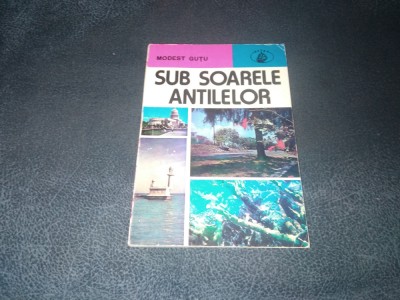 MODEST GUȚU
SUB SOARELE
ANTILELOR